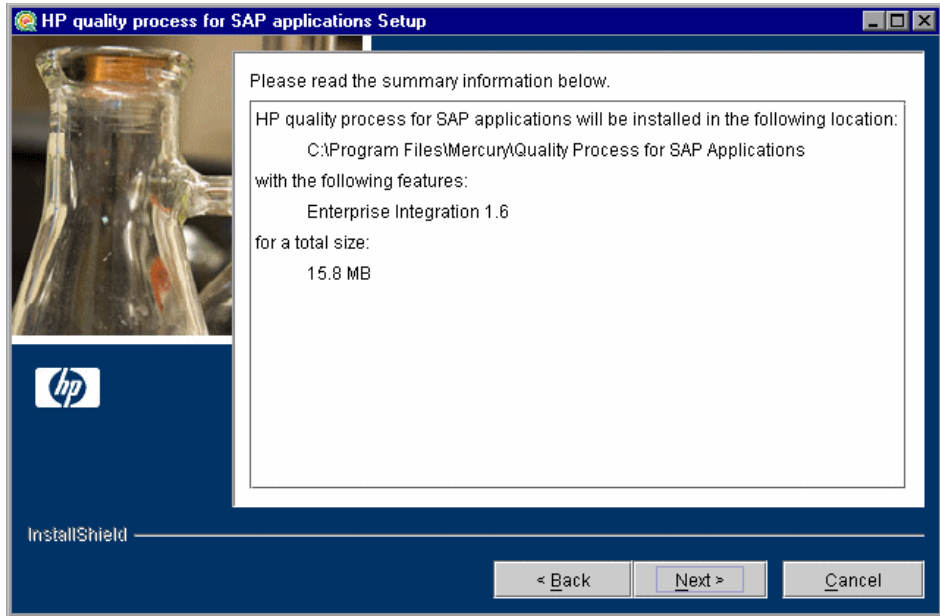 HP quality process for SAP applications Setup
Please read the summary information below.
HP quality process for SAP applications will be installed in the following location:
C:\Program Files\Mercury\Quality Process for SAP Applications
with the following features:
Enterprise Integration 1.6
for a total size:
15.8 MB
hp
InstallShield
< Back
Next >
Cancel